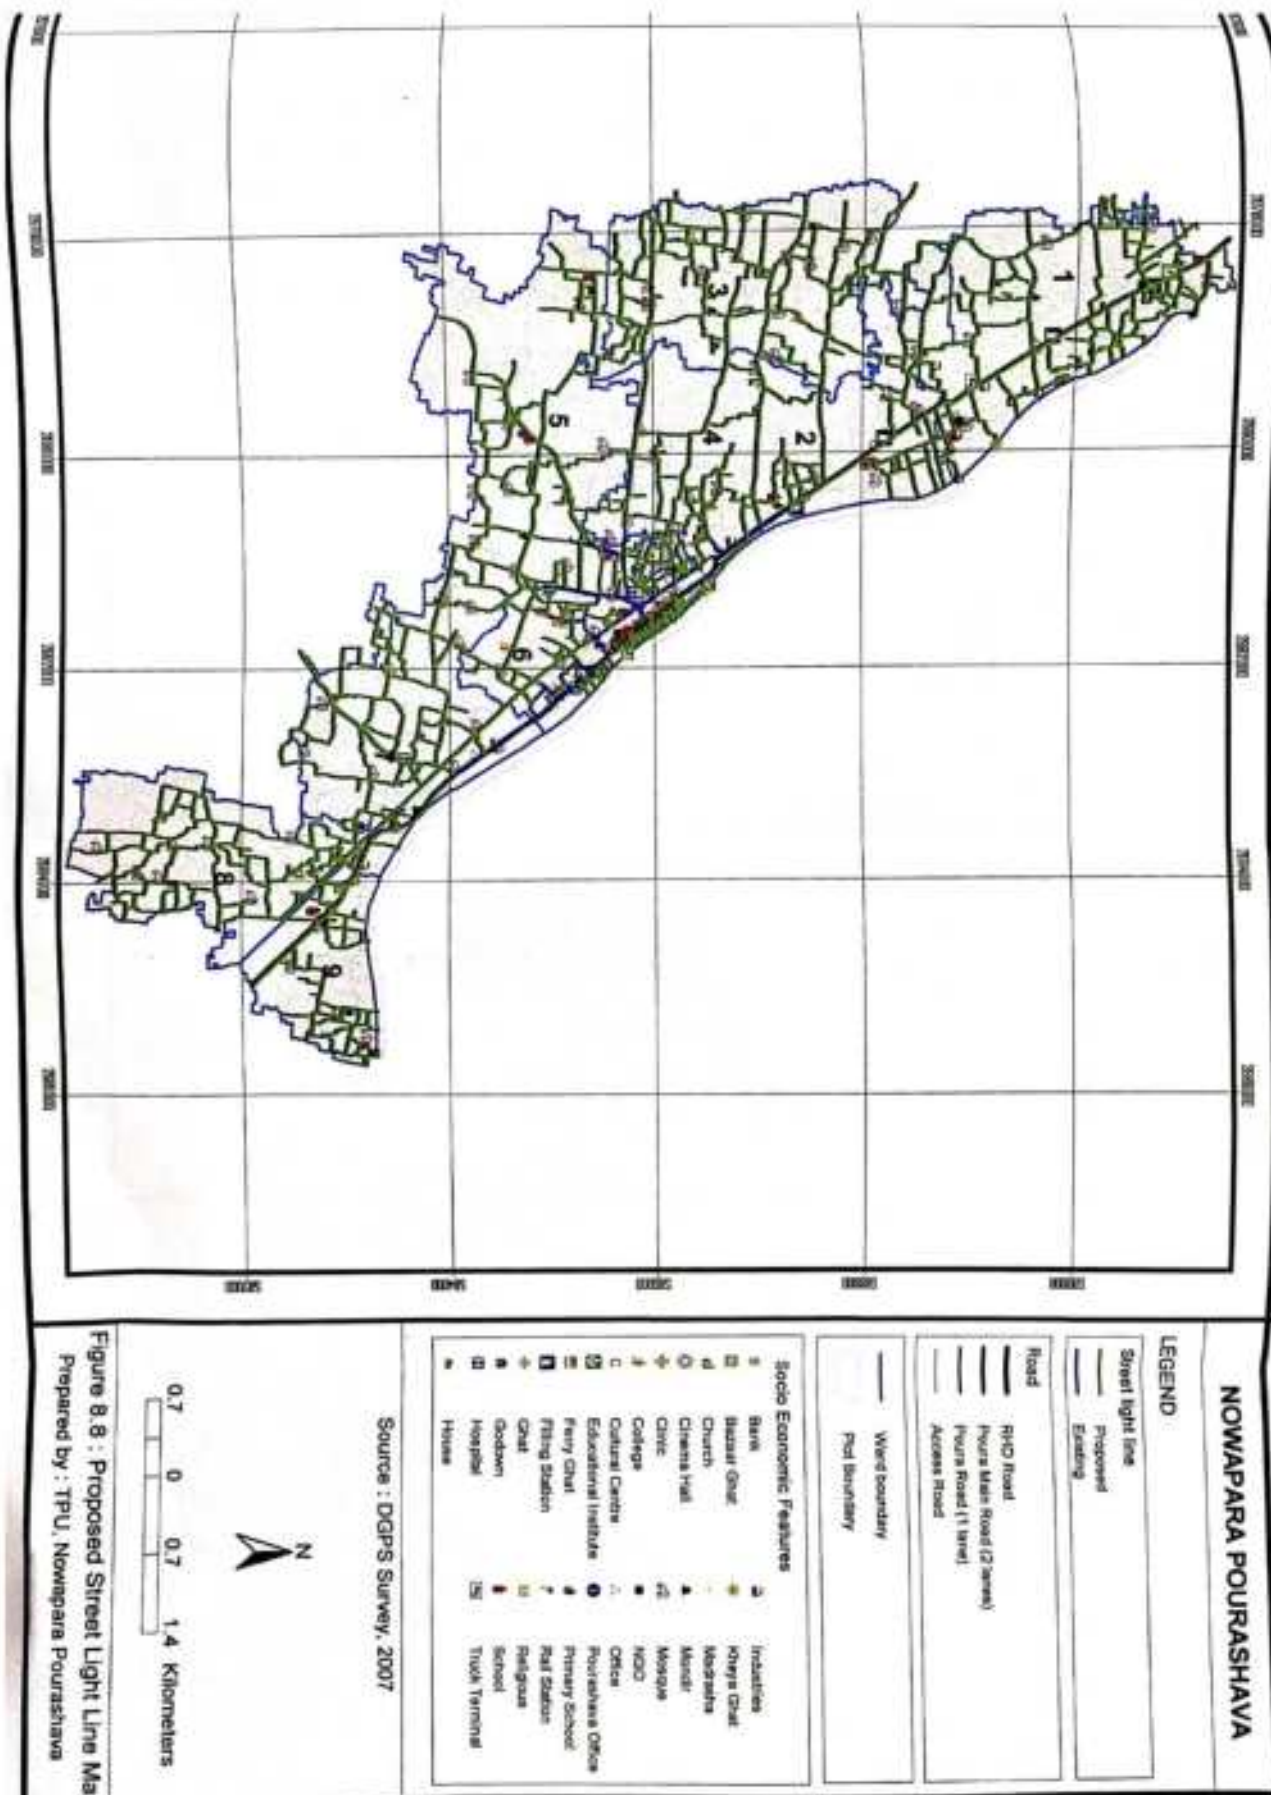 NOWAPARA POURASHAVA
LEGEND
Street light line
Proposed
Existing
Road
RHD Road
Poura Main Road (2 lanes)
Poura Road (1 lane)
Access Road
Ward boundary
Plot Boundary
Socio Economic Features
Bank
Bazaar Ghat
Church
Cinema Hall
Clinic
College
Cultural Centre
Educational Institute
Ferry Ghat
Filling Station
Ghat
Godown
Hospital
House
Industries
Kheya Ghat
Madrasha
Mandir
Mosque
NGO
Office
Pourashava Office
Primary School
Rail Station
Religious
School
Truck Terminal
Source : DGPS Survey, 2007
N
0.7 0 0.7 1.4 Kilometers
Figure 8.8 : Proposed Street Light Line Ma
Prepared by : TPU, Nowapara Pourashava
1
2
3
4
5
6
7
8
9